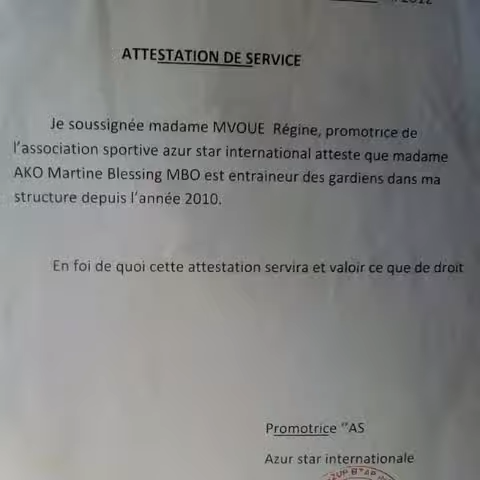 2012
ATTESTATION DE SERVICE
Je soussignée madame MVOUE Régine, promotrice de
l'association sportive azur star international atteste que madame
AKO Martine Blessing MBO est entraineur des gardiens dans ma
structure depuis l'année 2010.
En foi de quoi cette attestation servira et valoir ce que de droit
Promotrice "AS
Azur star internationale